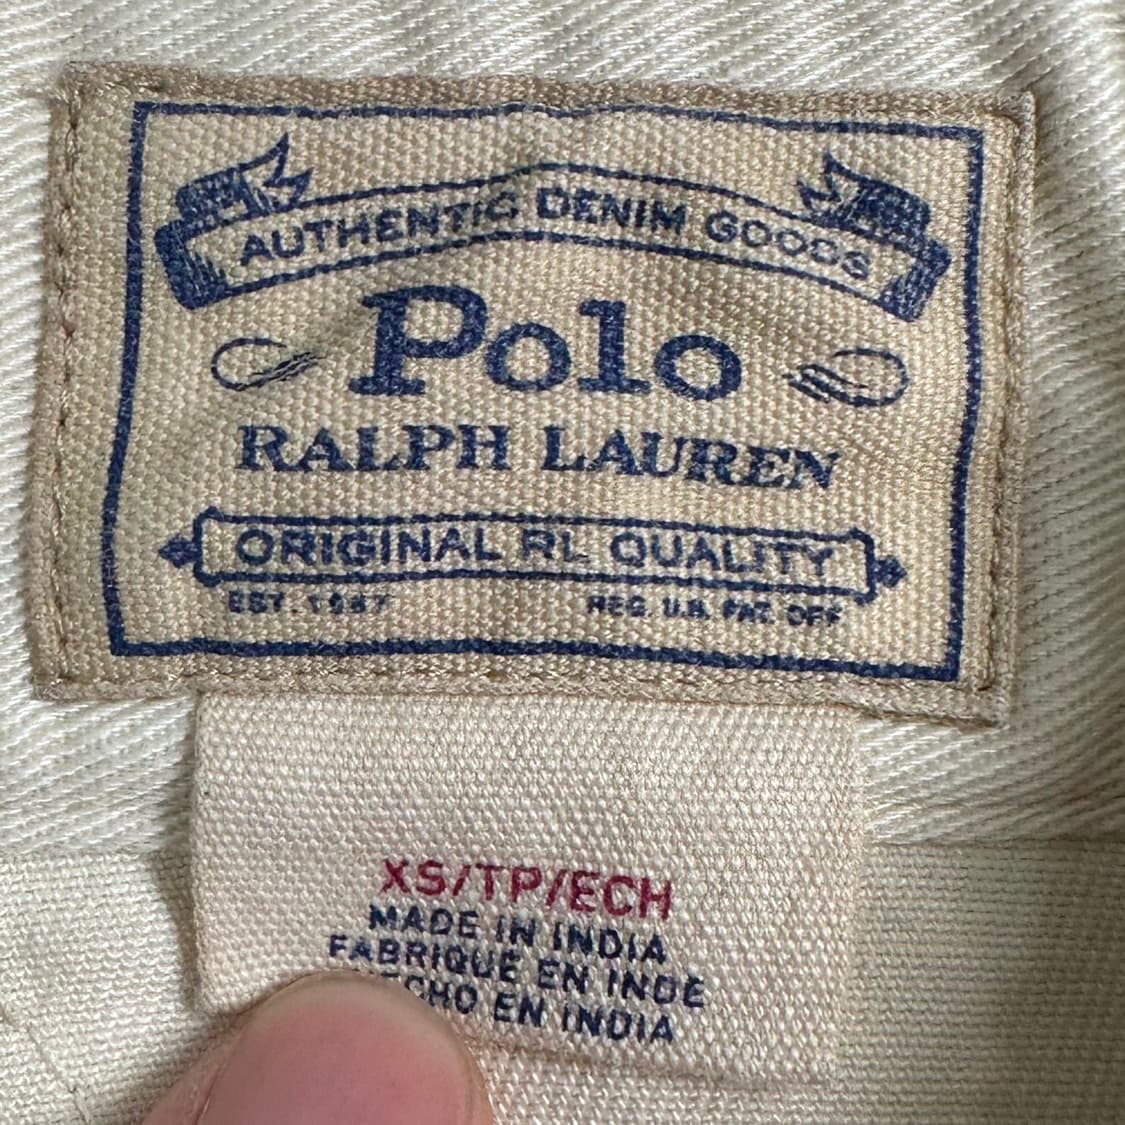 AUTHENTIC DENIM GOODS
Polo
RALPH LAUREN
ORIGINAL RL QUALITY
EST. 1967 REG. U.S. PAT. OFF
XS/TP/ECH
MADE IN INDIA
FABRIQUÉ EN INDE
HECHO EN INDIA